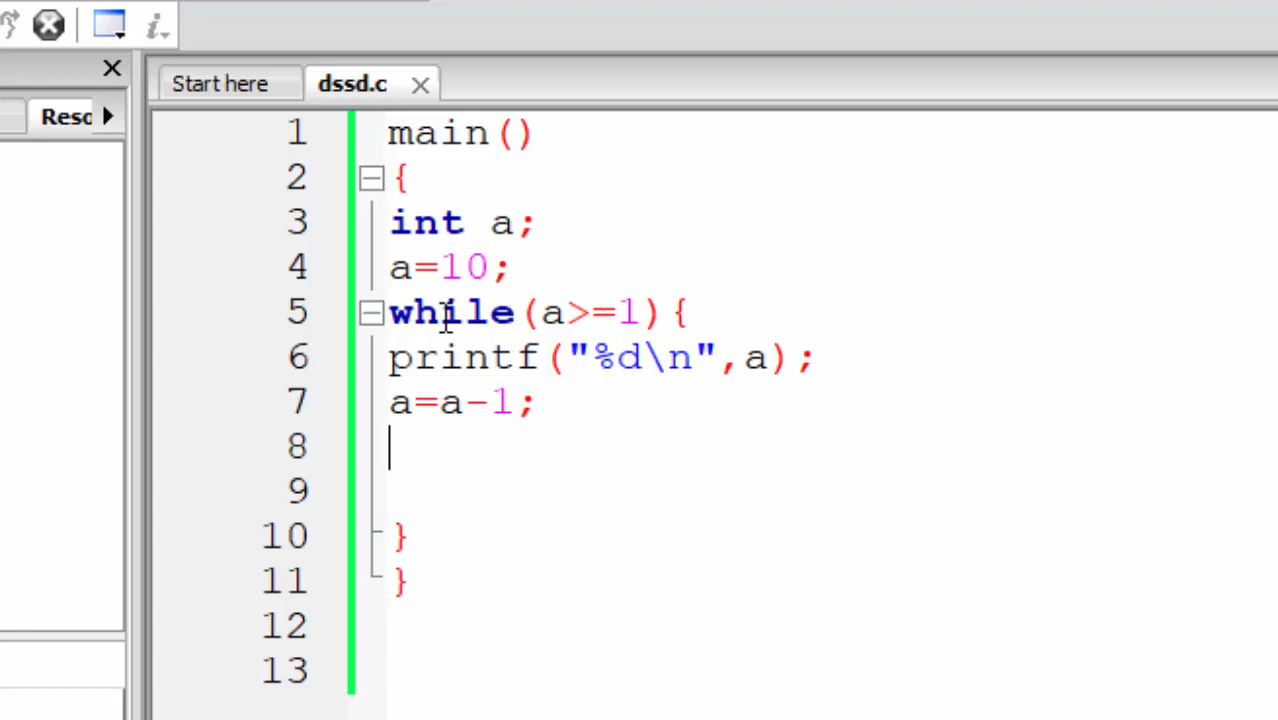 Start here
dssd.c
Reso
1 main()
2 {
3 int a;
4 a=10;
5 while(a>=1){
6 printf("%d\n",a);
7 a=a-1;
8
9
10 }
11 }
12
13